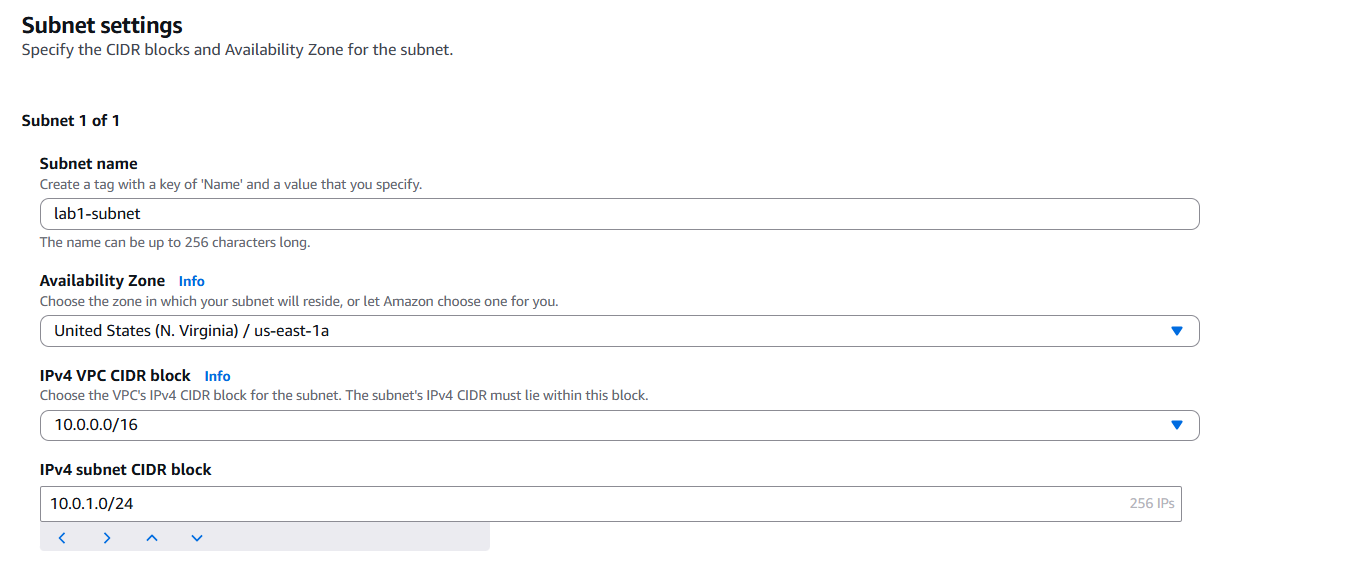 Subnet settings
Specify the CIDR blocks and Availability Zone for the subnet.
Subnet 1 of 1
Subnet name
Create a tag with a key of 'Name' and a value that you specify.
lab1-subnet
The name can be up to 256 characters long.
Availability Zone Info
Choose the zone in which your subnet will reside, or let Amazon choose one for you.
United States (N. Virginia) / us-east-1a
IPv4 VPC CIDR block Info
Choose the VPC's IPv4 CIDR block for the subnet. The subnet's IPv4 CIDR must lie within this block.
10.0.0.0/16
IPv4 subnet CIDR block
10.0.1.0/24 256 IPs